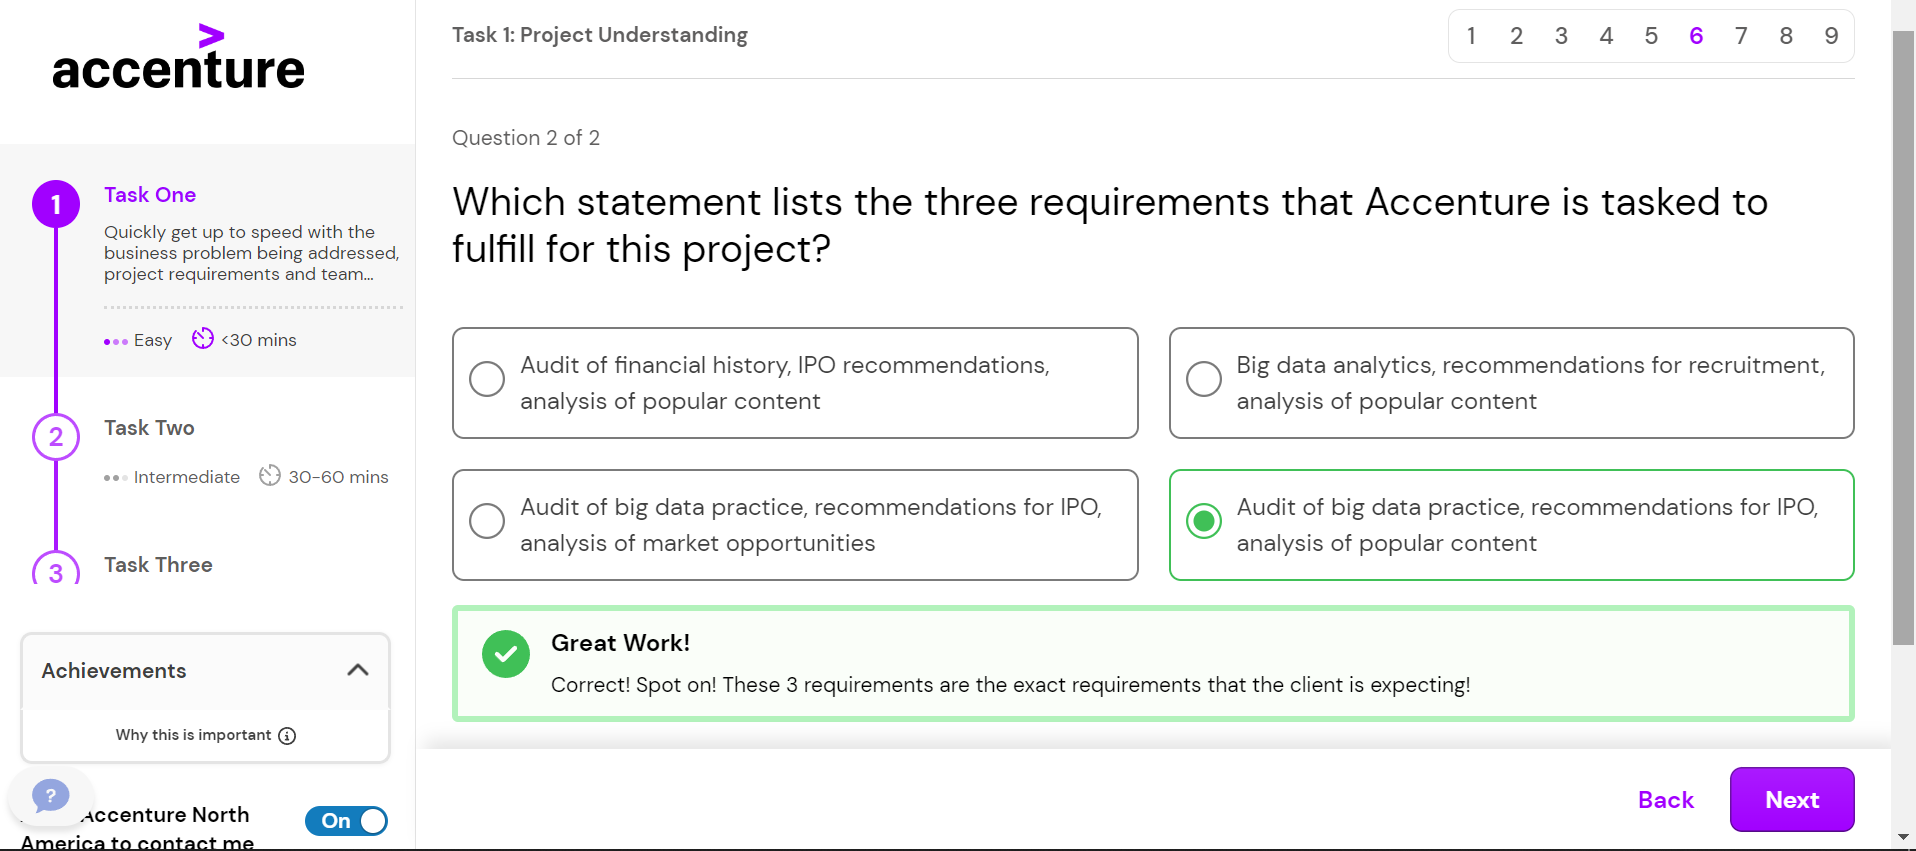 accenture
1
Task One
Quickly get up to speed with the
business problem being addressed,
project requirements and team...
Easy <30 mins
2
Task Two
Intermediate 30-60 mins
3
Task Three
Achievements
Why this is important
?
Accenture North
America to contact me
On
Task 1: Project Understanding
1 2 3 4 5 6 7 8 9
Question 2 of 2
Which statement lists the three requirements that Accenture is tasked to
fulfill for this project?
Audit of financial history, IPO recommendations,
analysis of popular content
Big data analytics, recommendations for recruitment,
analysis of popular content
Audit of big data practice, recommendations for IPO,
analysis of market opportunities
Audit of big data practice, recommendations for IPO,
analysis of popular content
Great Work!
Correct! Spot on! These 3 requirements are the exact requirements that the client is expecting!
Back
Next